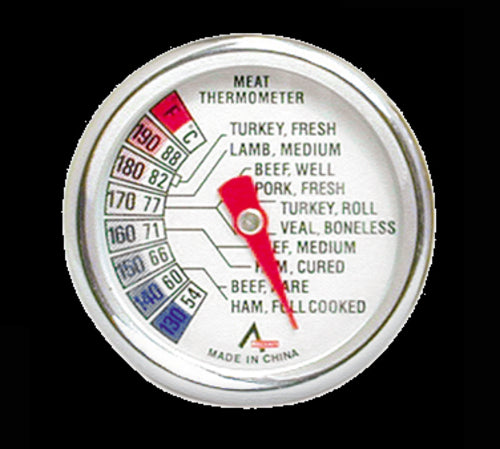 MEAT
THERMOMETER
F °C
190 88
180 82
170 77
160 71
150 66
140 60
130 54
TURKEY, FRESH
LAMB, MEDIUM
BEEF, WELL
PORK, FRESH
TURKEY, ROLL
VEAL, BONELESS
MEDIUM
CURED
BEEF,
HAM, COOKED
MADE IN CHINA